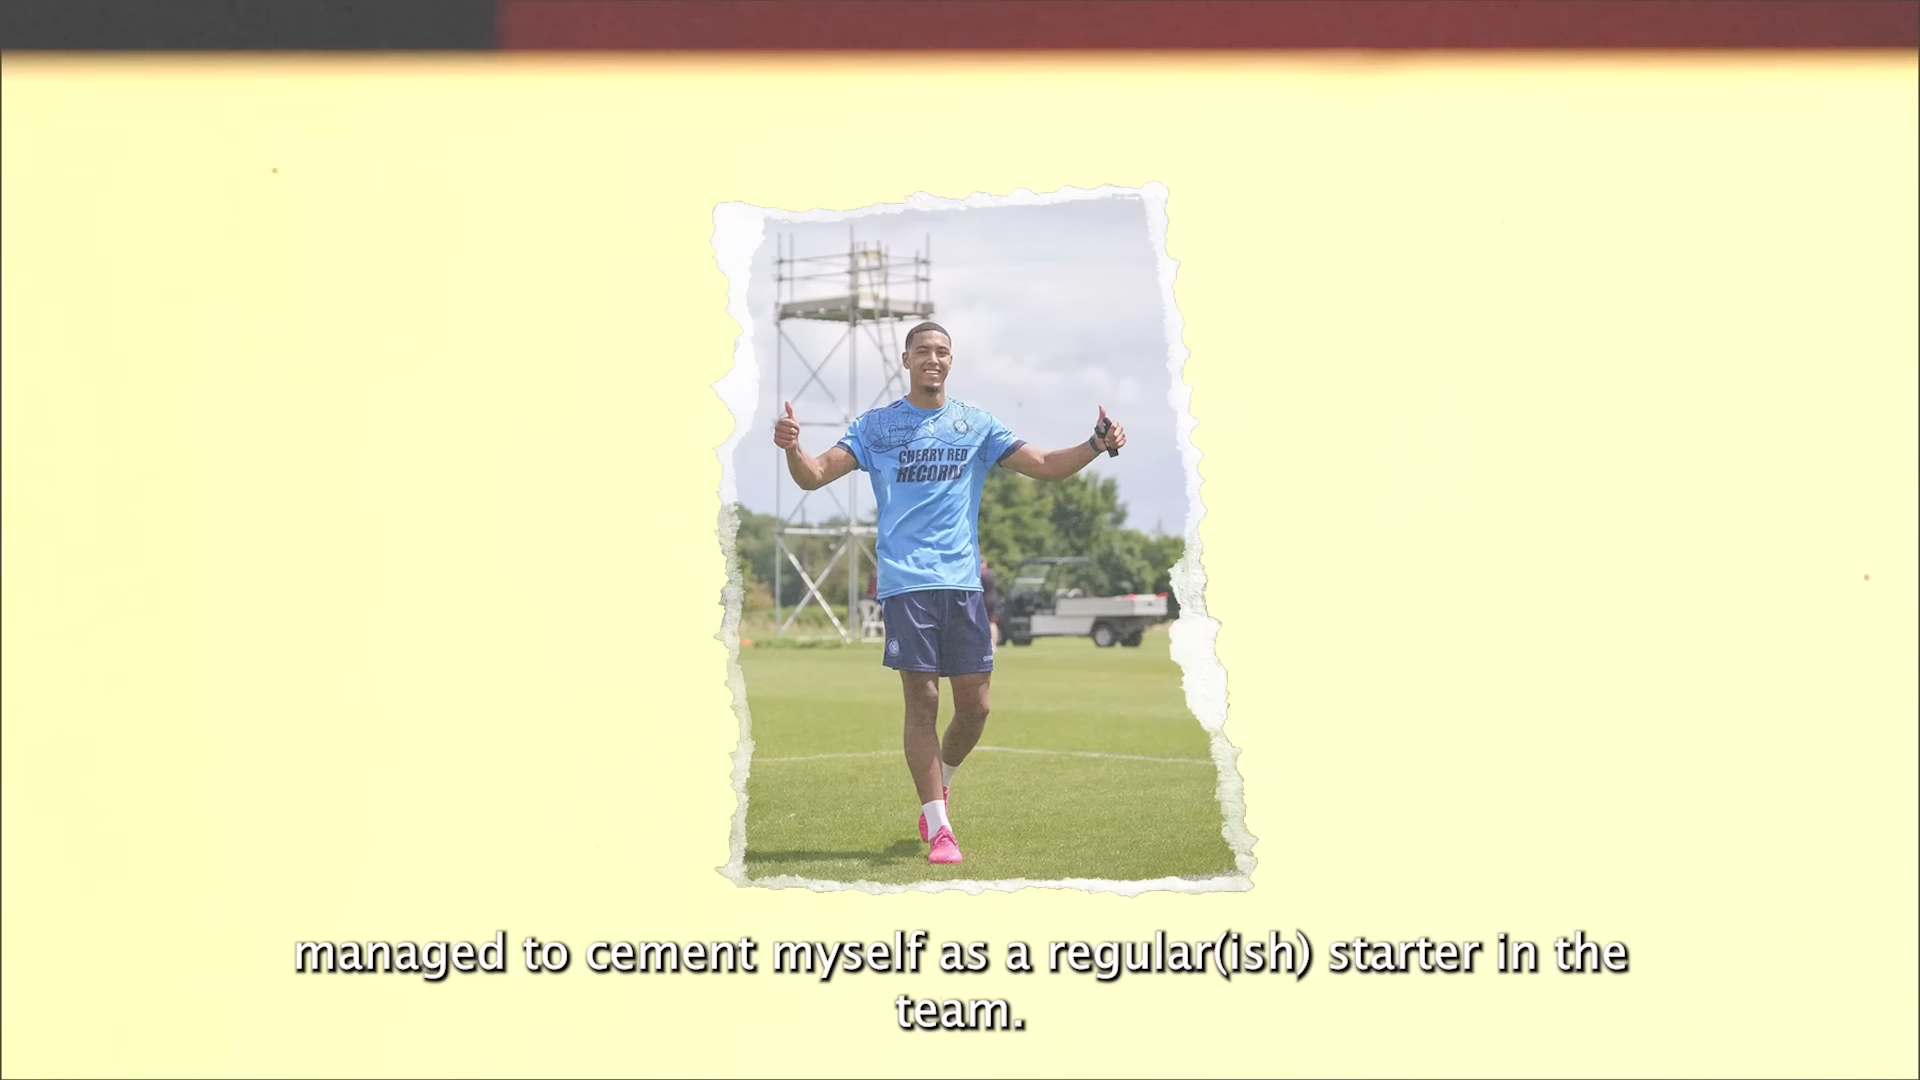 CHERRY RED
RECORDS
managed to cement myself as a regular(ish) starter in the
team.